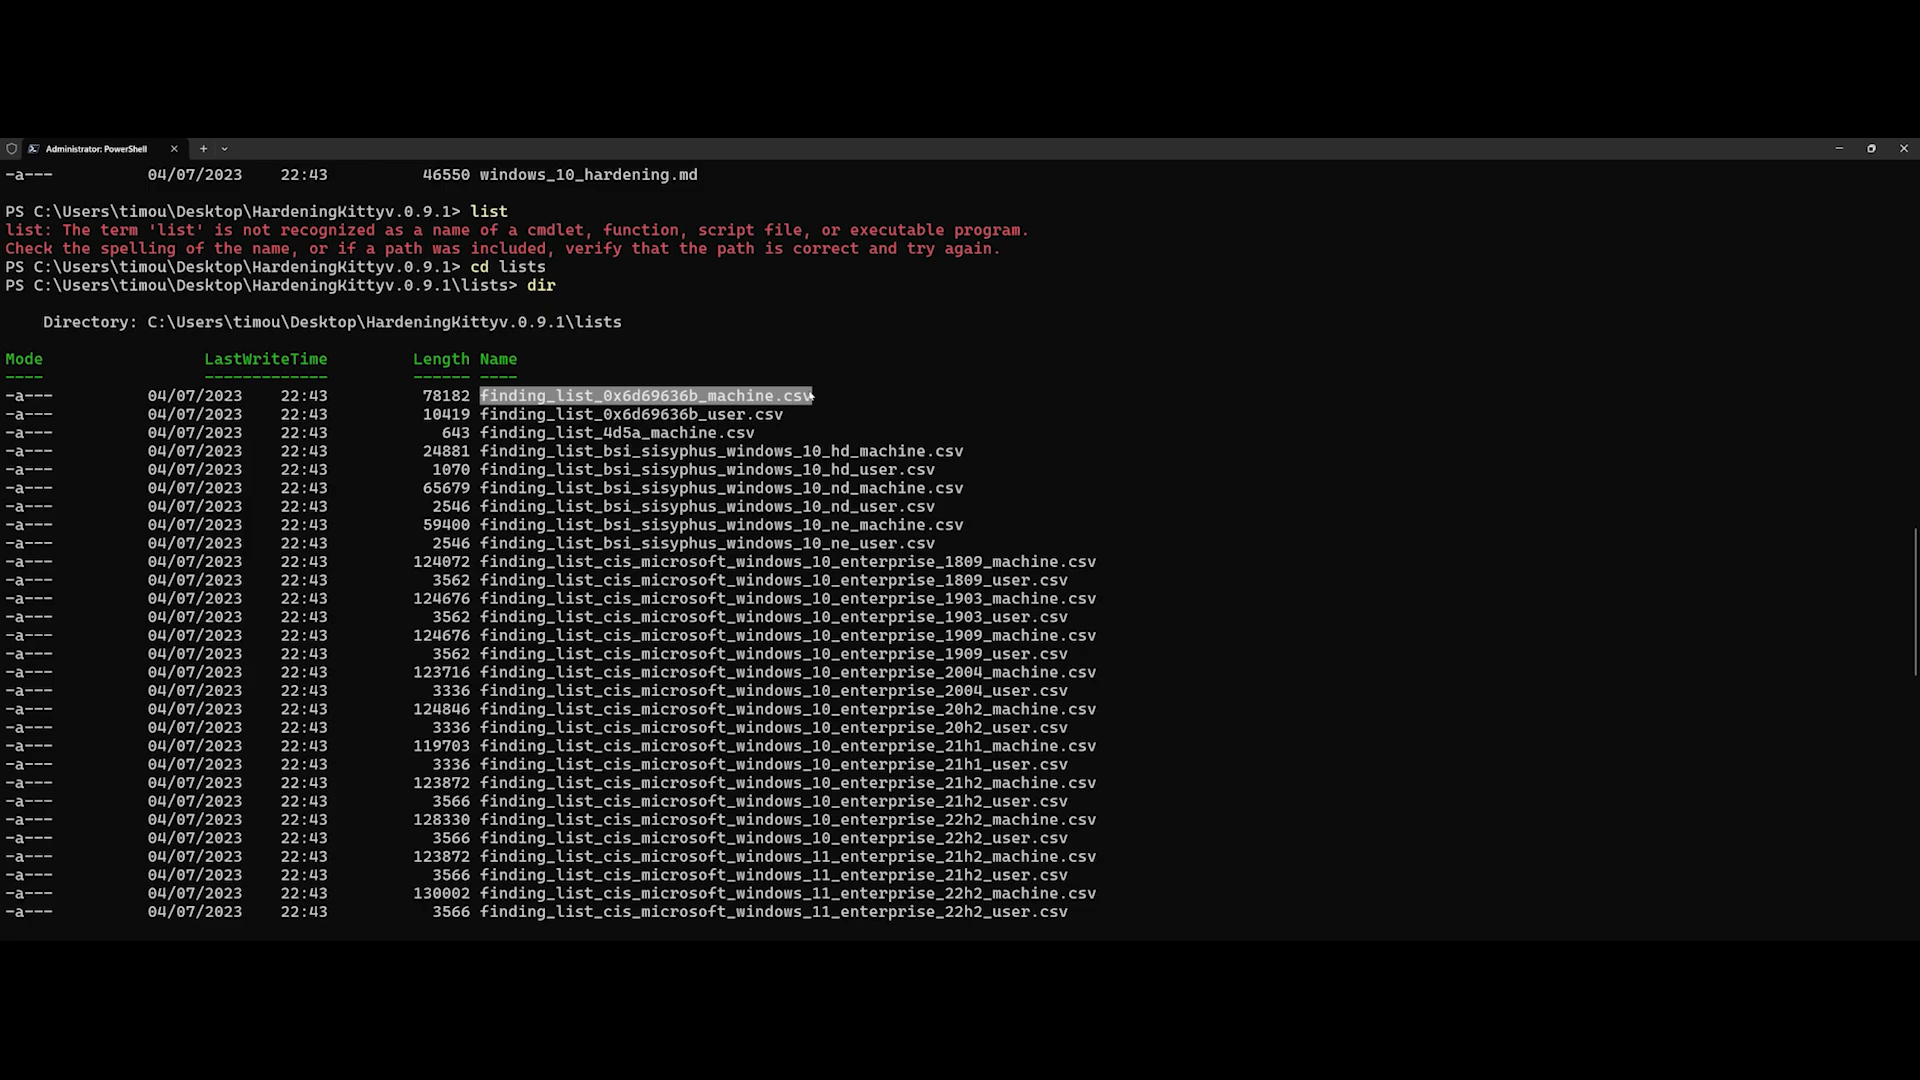 Administrator: PowerShell
-a--- 04/07/2023 22:43 46550 windows_10_hardening.md
PS C:\Users\timou\Desktop\HardeningKittyv.0.9.1> list
list: The term 'list' is not recognized as a name of a cmdlet, function, script file, or executable program.
Check the spelling of the name, or if a path was included, verify that the path is correct and try again.
PS C:\Users\timou\Desktop\HardeningKittyv.0.9.1> cd lists
PS C:\Users\timou\Desktop\HardeningKittyv.0.9.1\lists> dir
Directory: C:\Users\timou\Desktop\HardeningKittyv.0.9.1\lists
Mode LastWriteTime Length Name
---- ------------- ------ ----
-a--- 04/07/2023 22:43 78182 finding_list_0x6d69636b_machine.csv
-a--- 04/07/2023 22:43 10419 finding_list_0x6d69636b_user.csv
-a--- 04/07/2023 22:43 643 finding_list_4d5a_machine.csv
-a--- 04/07/2023 22:43 24881 finding_list_bsi_sisyphus_windows_10_hd_machine.csv
-a--- 04/07/2023 22:43 1070 finding_list_bsi_sisyphus_windows_10_hd_user.csv
-a--- 04/07/2023 22:43 65679 finding_list_bsi_sisyphus_windows_10_nd_machine.csv
-a--- 04/07/2023 22:43 2546 finding_list_bsi_sisyphus_windows_10_nd_user.csv
-a--- 04/07/2023 22:43 59400 finding_list_bsi_sisyphus_windows_10_ne_machine.csv
-a--- 04/07/2023 22:43 2546 finding_list_bsi_sisyphus_windows_10_ne_user.csv
-a--- 04/07/2023 22:43 124072 finding_list_cis_microsoft_windows_10_enterprise_1809_machine.csv
-a--- 04/07/2023 22:43 3562 finding_list_cis_microsoft_windows_10_enterprise_1809_user.csv
-a--- 04/07/2023 22:43 124676 finding_list_cis_microsoft_windows_10_enterprise_1903_machine.csv
-a--- 04/07/2023 22:43 3562 finding_list_cis_microsoft_windows_10_enterprise_1903_user.csv
-a--- 04/07/2023 22:43 124676 finding_list_cis_microsoft_windows_10_enterprise_1909_machine.csv
-a--- 04/07/2023 22:43 3562 finding_list_cis_microsoft_windows_10_enterprise_1909_user.csv
-a--- 04/07/2023 22:43 123716 finding_list_cis_microsoft_windows_10_enterprise_2004_machine.csv
-a--- 04/07/2023 22:43 3336 finding_list_cis_microsoft_windows_10_enterprise_2004_user.csv
-a--- 04/07/2023 22:43 124846 finding_list_cis_microsoft_windows_10_enterprise_20h2_machine.csv
-a--- 04/07/2023 22:43 3336 finding_list_cis_microsoft_windows_10_enterprise_20h2_user.csv
-a--- 04/07/2023 22:43 119703 finding_list_cis_microsoft_windows_10_enterprise_21h1_machine.csv
-a--- 04/07/2023 22:43 3336 finding_list_cis_microsoft_windows_10_enterprise_21h1_user.csv
-a--- 04/07/2023 22:43 123872 finding_list_cis_microsoft_windows_10_enterprise_21h2_machine.csv
-a--- 04/07/2023 22:43 3566 finding_list_cis_microsoft_windows_10_enterprise_21h2_user.csv
-a--- 04/07/2023 22:43 128330 finding_list_cis_microsoft_windows_10_enterprise_22h2_machine.csv
-a--- 04/07/2023 22:43 3566 finding_list_cis_microsoft_windows_10_enterprise_22h2_user.csv
-a--- 04/07/2023 22:43 123872 finding_list_cis_microsoft_windows_11_enterprise_21h2_machine.csv
-a--- 04/07/2023 22:43 3566 finding_list_cis_microsoft_windows_11_enterprise_21h2_user.csv
-a--- 04/07/2023 22:43 130002 finding_list_cis_microsoft_windows_11_enterprise_22h2_machine.csv
-a--- 04/07/2023 22:43 3566 finding_list_cis_microsoft_windows_11_enterprise_22h2_user.csv